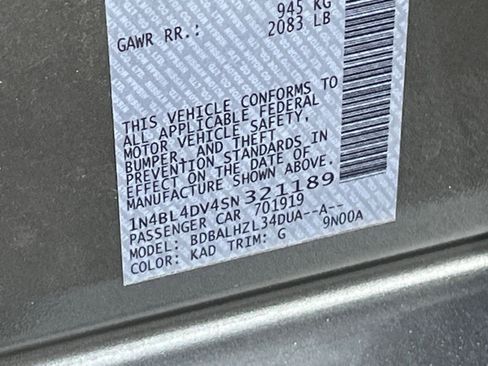 945 KG
GAWR RR.: 2083 LB
THIS VEHICLE CONFORMS TO
ALL APPLICABLE FEDERAL
MOTOR VEHICLE SAFETY,
BUMPER, AND THEFT
PREVENTION STANDARDS IN
EFFECT ON THE DATE OF
MANUFACTURE SHOWN ABOVE.
1N4BL4DV4SN321189
PASSENGER CAR 701919
MODEL: BDBALHZL34DUA--A--
COLOR: KAD TRIM: G 9N00A